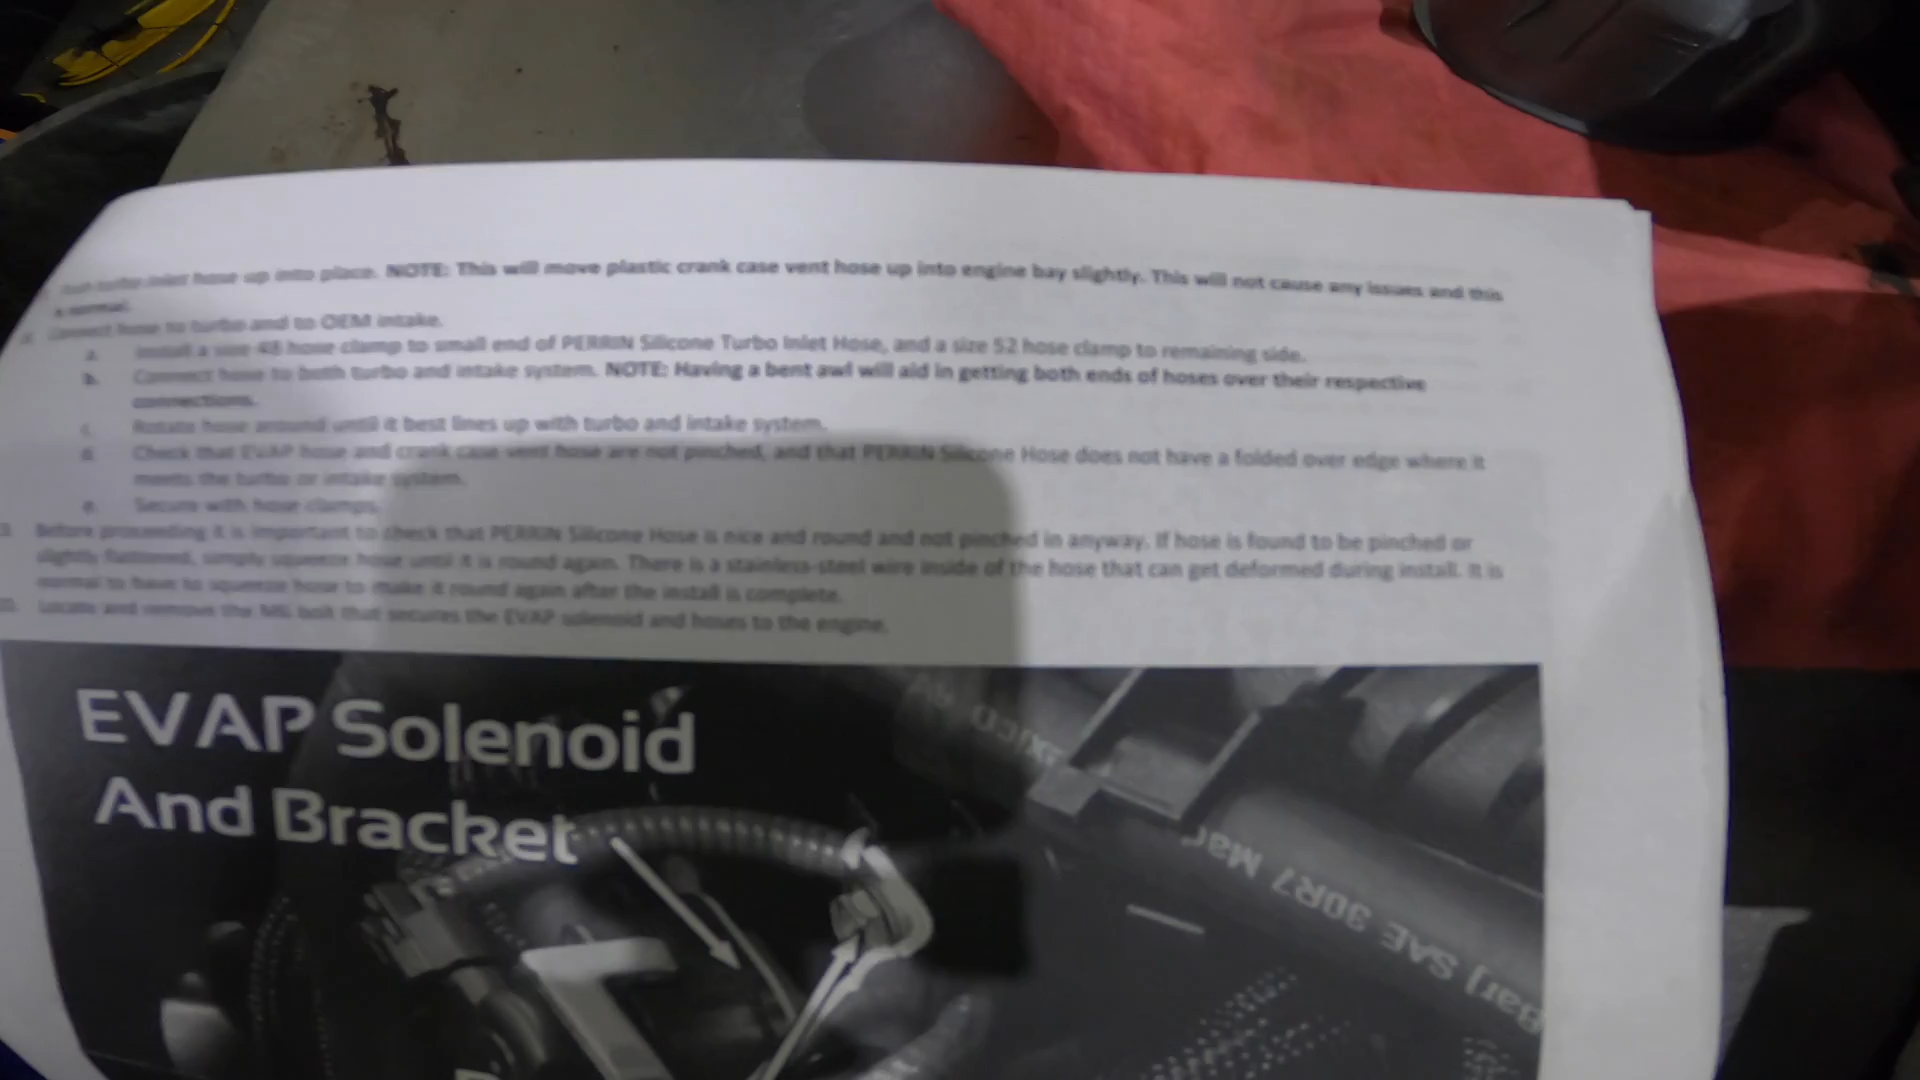 turbo inlet hose up into place. NOTE: This will move plastic crank case vent hose up into engine bay slightly. This will not cause any issues and this
is normal.
Connect hose to turbo and to OEM intake.
a. Install a size 48 hose clamp to small end of PERRIN Silicone Turbo Inlet Hose, and a size 52 hose clamp to remaining side.
b. Connect hose to both turbo and intake system. NOTE: Having a bent awl will aid in getting both ends of hoses over their respective
connections.
c. Rotate hose around until it best lines up with turbo and intake system.
d. Check that EVAP hose and crank case vent hose are not pinched, and that PERRIN Silicone Hose does not have a folded over edge where it
meets the turbo or intake system.
e. Secure with hose clamps.
Before proceeding it is important to check that PERRIN Silicone Hose is nice and round and not pinched in anyway. If hose is found to be pinched or
slightly flattened, simply squeeze hose until it is round again. There is a stainless-steel wire inside of the hose that can get deformed during install. It is
normal to have to squeeze hose to make it round again after the install is complete.
Locate and remove the M6 bolt that secures the EVAP solenoid and hoses to the engine.
EVAP Solenoid
And Bracket
Bar) SAE 30R7 Mar